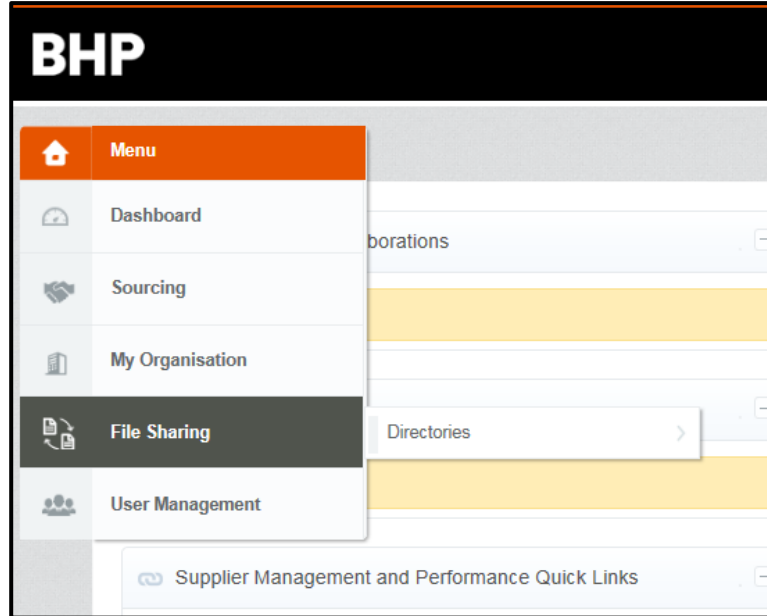 BHP
Menu
Dashboard
borations
Sourcing
My Organisation
File Sharing
Directories
User Management
Supplier Management and Performance Quick Links